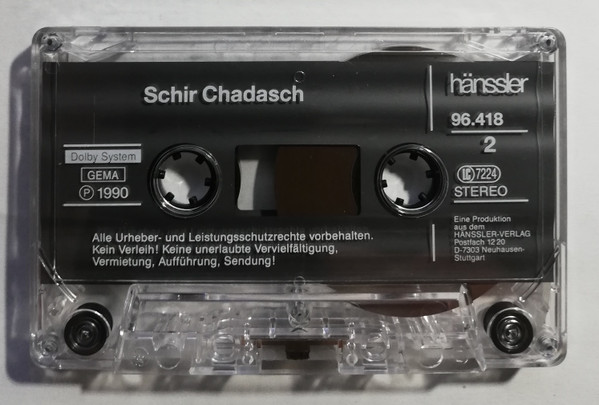 Schir Chadasch
hänssler
96.418
2
Dolby System
GEMA
Ⓟ 1990
LC 7224
STEREO
Alle Urheber- und Leistungsschutzrechte vorbehalten.
Kein Verleih! Keine unerlaubte Vervielfältigung,
Vermietung, Aufführung, Sendung!
Eine Produktion
aus dem
HÄNSSLER-VERLAG
Postfach 12 20
D-7303 Neuhausen-
Stuttgart